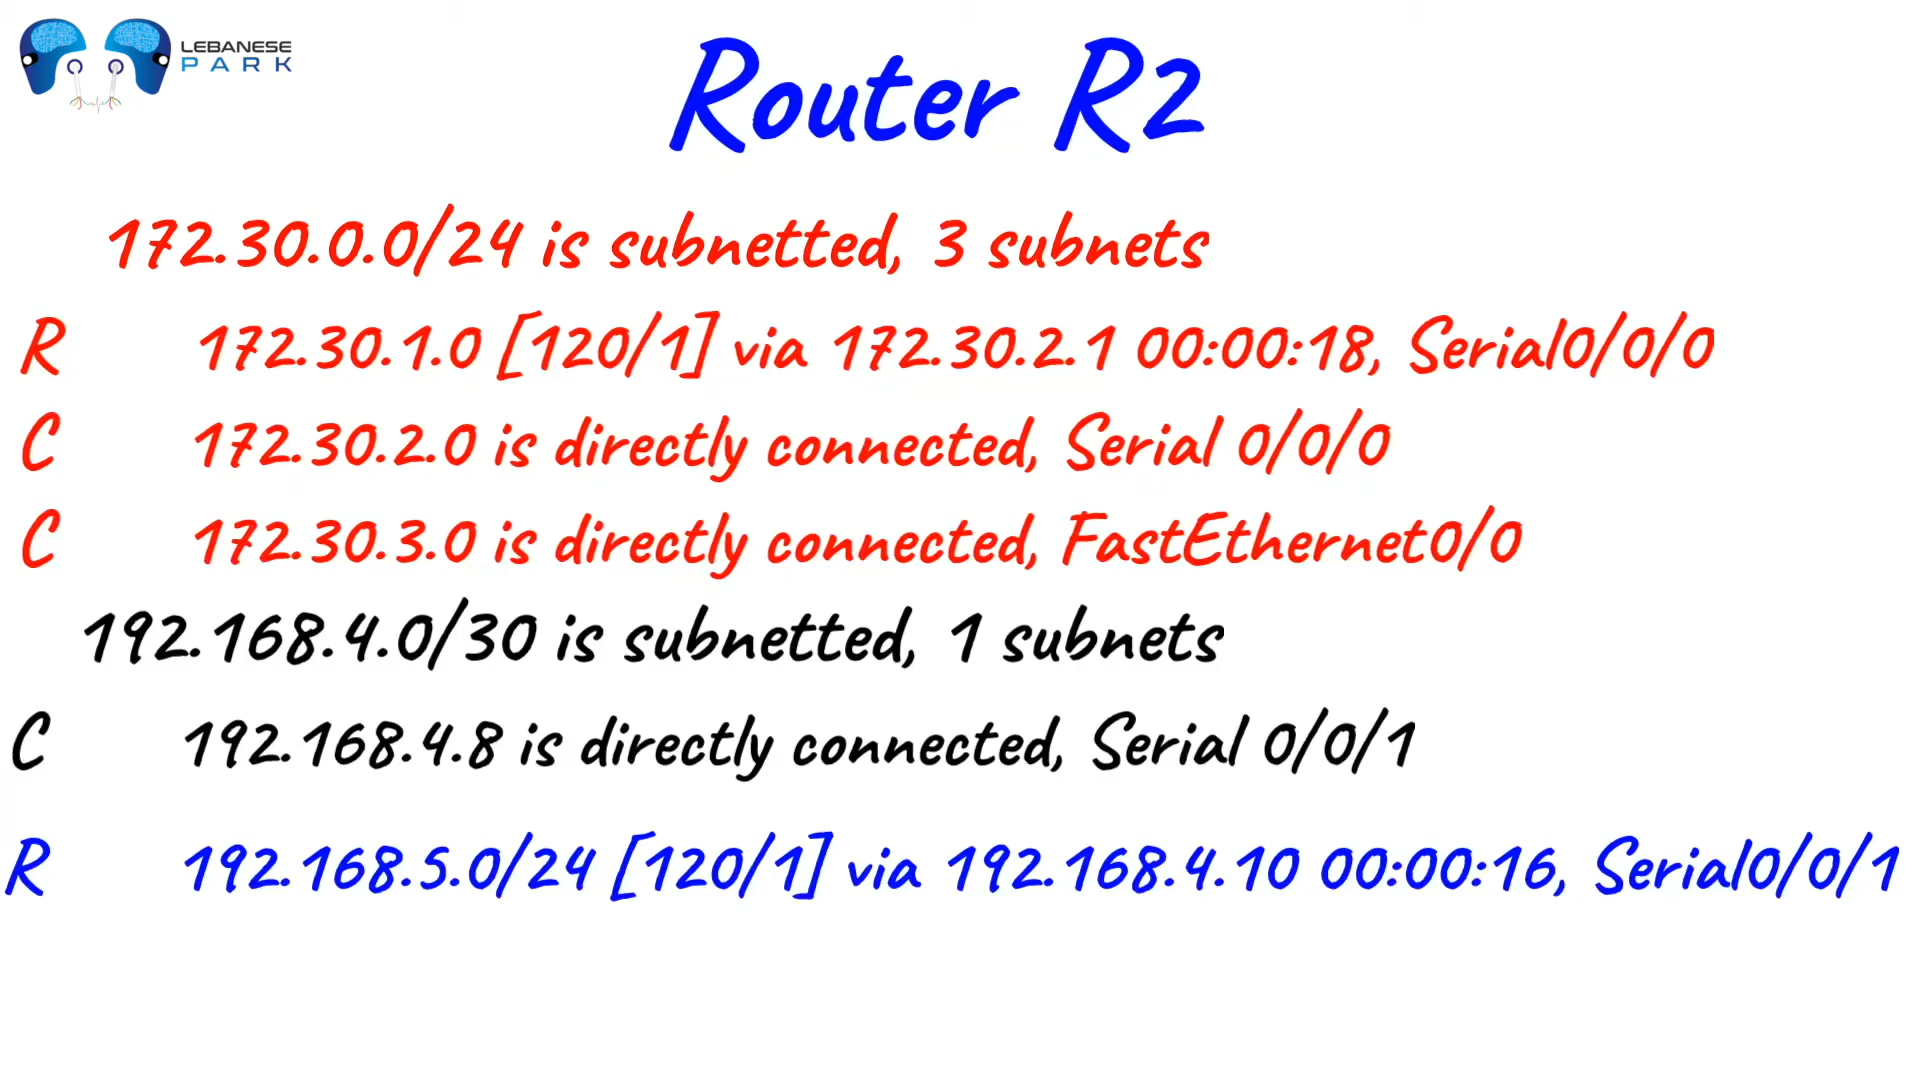 LEBANESE
PARK
Router R2
172.30.0.0/24 is subnetted, 3 subnets
R 172.30.1.0 [120/1] via 172.30.2.1 00:00:18, Serial0/0/0
C 172.30.2.0 is directly connected, Serial 0/0/0
C 172.30.3.0 is directly connected, FastEthernet0/0
192.168.4.0/30 is subnetted, 1 subnets
C 192.168.4.8 is directly connected, Serial 0/0/1
R 192.168.5.0/24 [120/1] via 192.168.4.10 00:00:16, Serial0/0/1